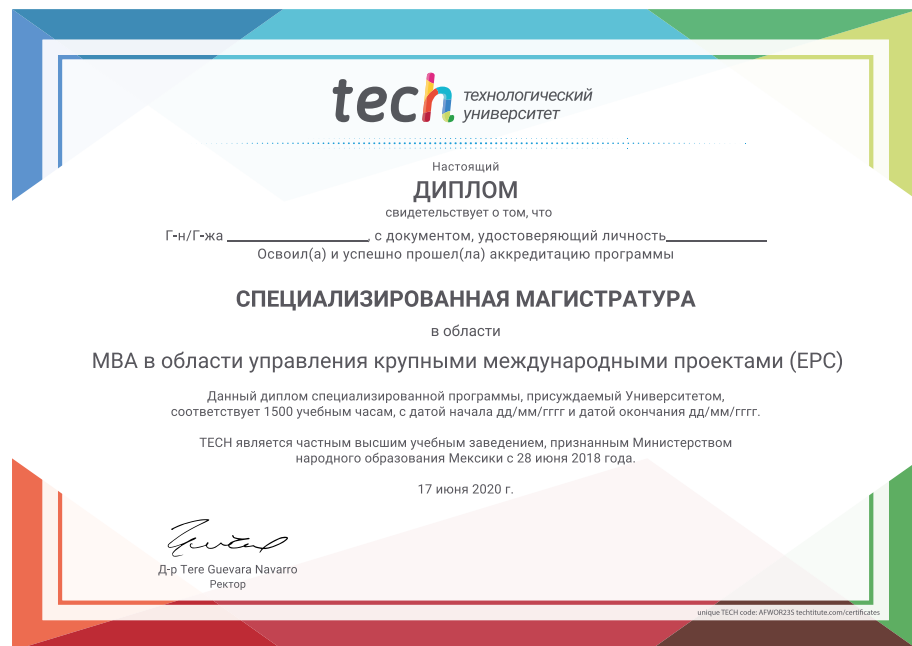 tech технологический
университет
Настоящий
ДИПЛОМ
свидетельствует о том, что
Г-н/Г-жа , с документом, удостоверяющий личность
Освоил(а) и успешно прошел(ла) аккредитацию программы
СПЕЦИАЛИЗИРОВАННАЯ МАГИСТРАТУРА
в области
MBA в области управления крупными международными проектами (EPC)
Данный диплом специализированной программы, присуждаемый Университетом,
соответствует 1500 учебным часам, с датой начала дд/мм/гггг и датой окончания дд/мм/гггг.
TECH является частным высшим учебным заведением, признанным Министерством
народного образования Мексики с 28 июня 2018 года.
17 июня 2020 г.
Д-р Tere Guevara Navarro
Ректор
unique TECH code: AFWOR23S techtitute.com/certificates